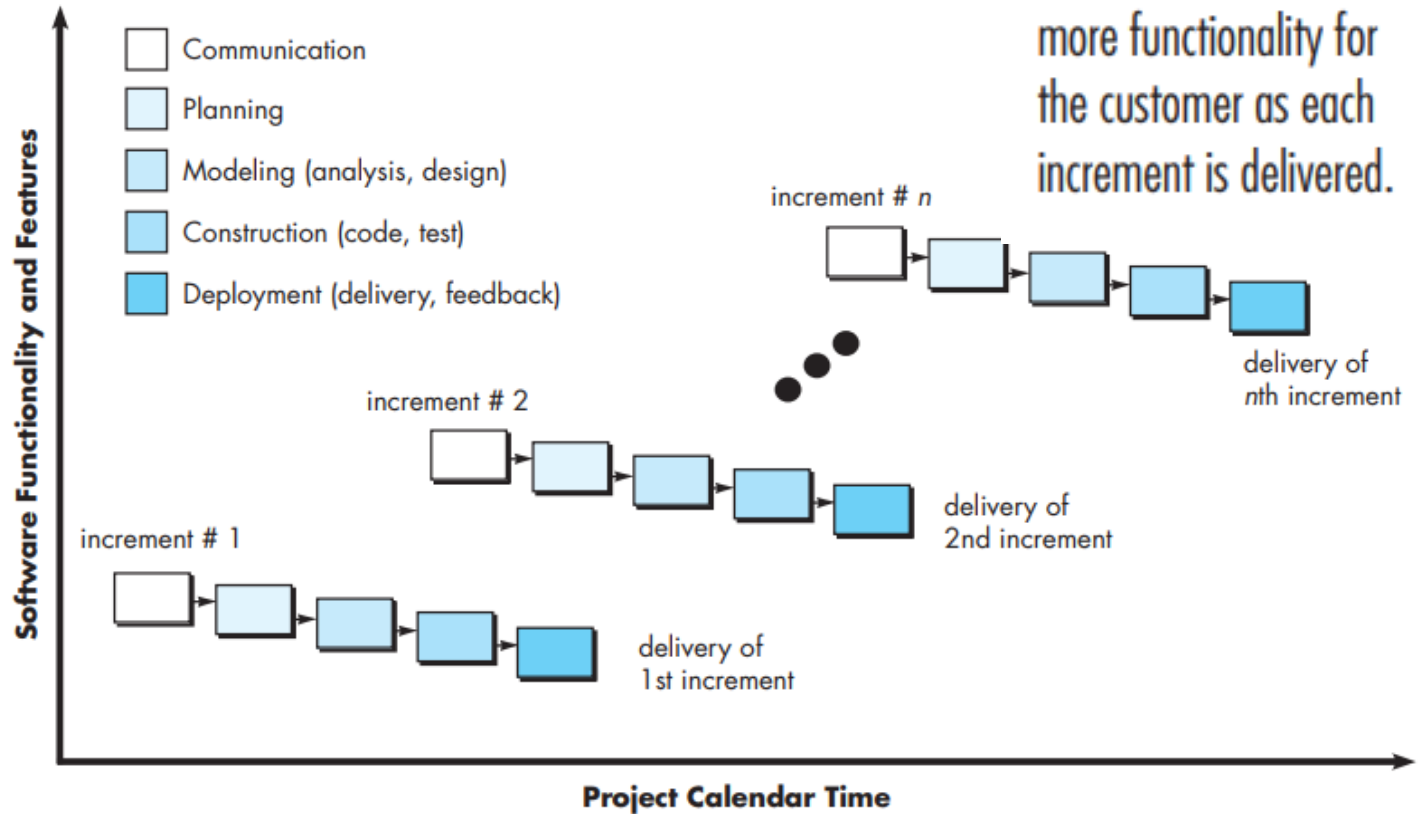 Communication
Planning
Modeling (analysis, design)
Construction (code, test)
Deployment (delivery, feedback)
more functionality for
the customer as each
increment is delivered.
increment # n
delivery of
nth increment
increment # 2
delivery of
2nd increment
increment # 1
delivery of
1st increment
Software Functionality and Features
Project Calendar Time